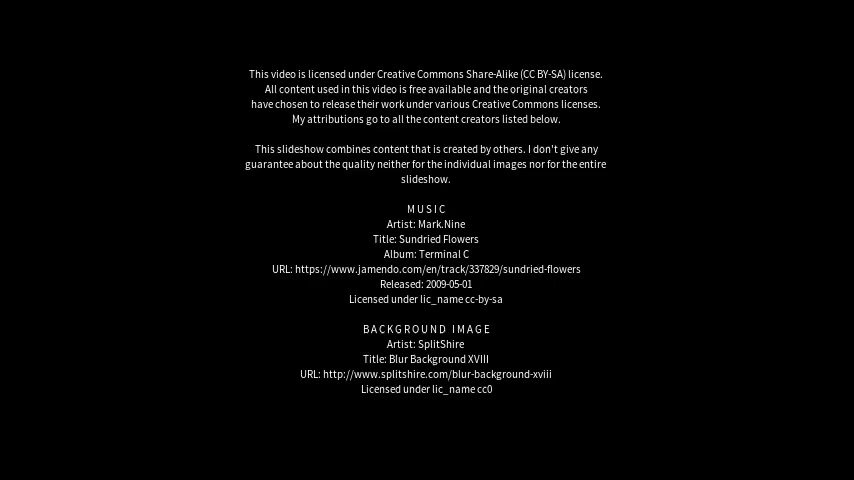 This video is licensed under Creative Commons Share-Alike (CC BY-SA) license.
All content used in this video is free available and the original creators
have chosen to release their work under various Creative Commons licenses.
My attributions go to all the content creators listed below.
This slideshow combines content that is created by others. I don't give any
guarantee about the quality neither for the individual images nor for the entire
slideshow.
MUSIC
Artist: Mark.Nine
Title: Sundried Flowers
Album: Terminal C
URL: https://www.jamendo.com/en/track/337829/sundried-flowers
Released: 2009-05-01
Licensed under lic_name cc-by-sa
BACKGROUND IMAGE
Artist: SplitShire
Title: Blur Background XVIII
URL: http://www.splitshire.com/blur-background-xviii
Licensed under lic_name cc0